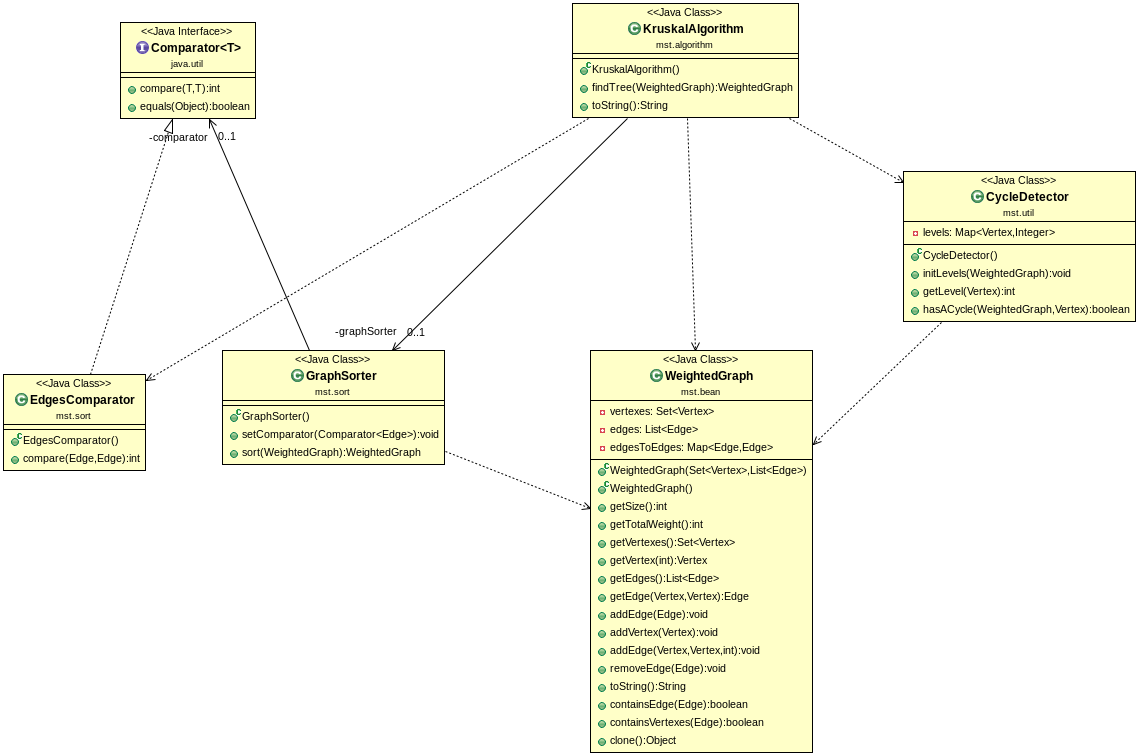 <<Java Interface>>
Comparator<T>
java.util
compare(T,T):int
equals(Object):boolean
<<Java Class>>
KruskalAlgorithm
mst.algorithm
KruskalAlgorithm()
findTree(WeightedGraph):WeightedGraph
toString():String
-comparator
0..1
<<Java Class>>
CycleDetector
mst.util
levels: Map<Vertex,Integer>
CycleDetector()
initLevels(WeightedGraph):void
getLevel(Vertex):int
hasACycle(WeightedGraph,Vertex):boolean
-graphSorter
0..1
<<Java Class>>
EdgesComparator
mst.sort
EdgesComparator()
compare(Edge,Edge):int
<<Java Class>>
GraphSorter
mst.sort
GraphSorter()
setComparator(Comparator<Edge>):void
sort(WeightedGraph):WeightedGraph
<<Java Class>>
WeightedGraph
mst.bean
vertexes: Set<Vertex>
edges: List<Edge>
edgesToEdges: Map<Edge,Edge>
WeightedGraph(Set<Vertex>,List<Edge>)
WeightedGraph()
getSize():int
getTotalWeight():int
getVertexes():Set<Vertex>
getVertex(int):Vertex
getEdges():List<Edge>
getEdge(Vertex,Vertex):Edge
addEdge(Edge):void
addVertex(Vertex):void
addEdge(Vertex,Vertex,int):void
removeEdge(Edge):void
toString():String
containsEdge(Edge):boolean
containsVertexes(Edge):boolean
clone():Object